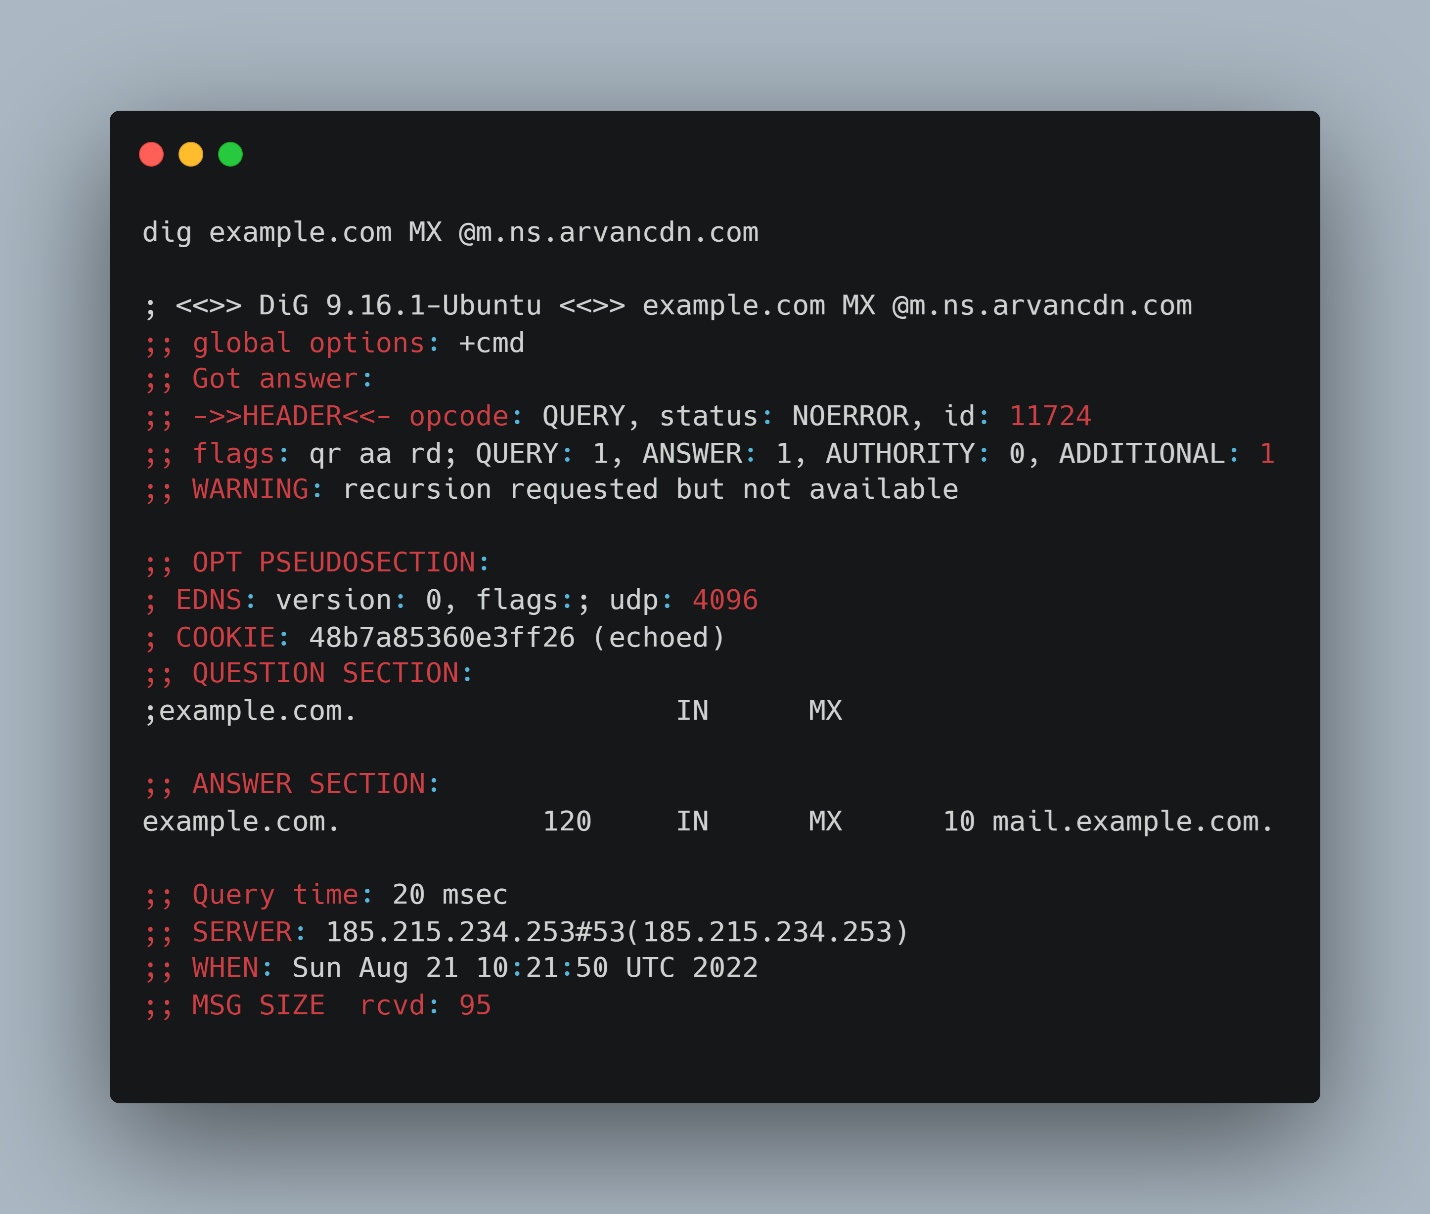 dig example.com MX @m.ns.arvancdn.com
; <<>> DiG 9.16.1-Ubuntu <<>> example.com MX @m.ns.arvancdn.com
;; global options: +cmd
;; Got answer:
;; ->>HEADER<<- opcode: QUERY, status: NOERROR, id: 11724
;; flags: qr aa rd; QUERY: 1, ANSWER: 1, AUTHORITY: 0, ADDITIONAL: 1
;; WARNING: recursion requested but not available
;; OPT PSEUDOSECTION:
; EDNS: version: 0, flags:; udp: 4096
; COOKIE: 48b7a85360e3ff26 (echoed)
;; QUESTION SECTION:
;example.com. IN MX
;; ANSWER SECTION:
example.com. 120 IN MX 10 mail.example.com.
;; Query time: 20 msec
;; SERVER: 185.215.234.253#53(185.215.234.253)
;; WHEN: Sun Aug 21 10:21:50 UTC 2022
;; MSG SIZE  rcvd: 95